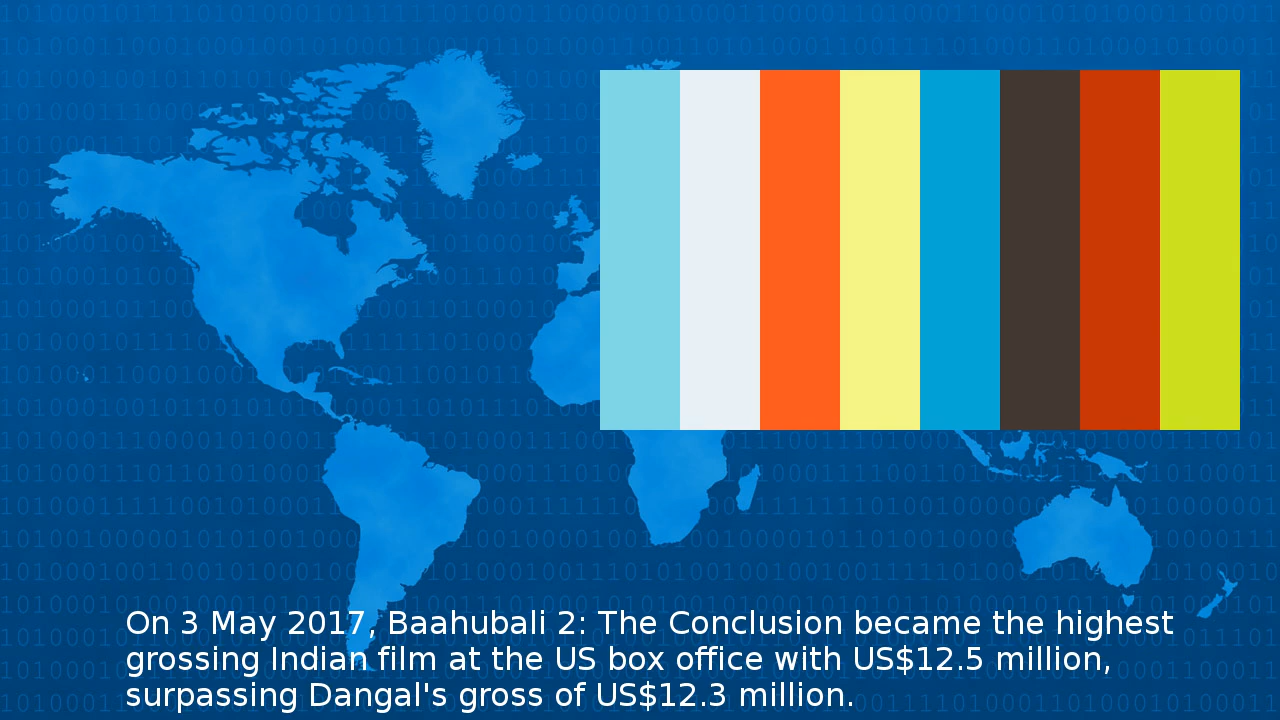 On 3 May 2017, Baahubali 2: The Conclusion became the highest
grossing Indian film at the US box office with US$12.5 million,
surpassing Dangal's gross of US$12.3 million.